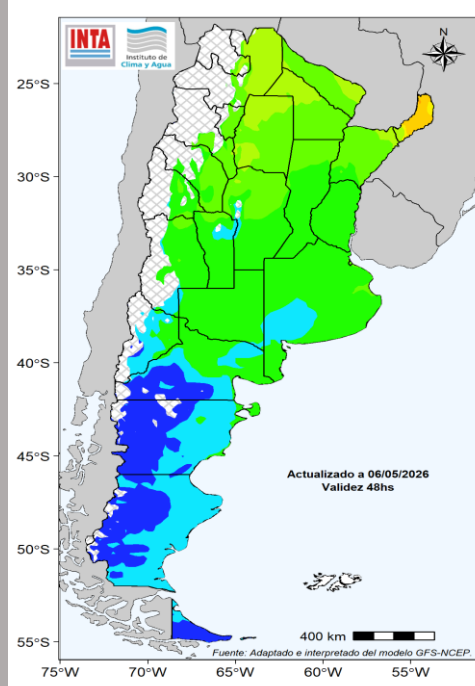 INTA
Instituto de
Clima y Agua
N
25°S
30°S
35°S
40°S
45°S
50°S
55°S
Actualizado a 06/05/2026
Validez 48hs
400 km
Fuente: Adaptado e interpretado del modelo GFS-NCEP.
75°W
70°W
65°W
60°W
55°W